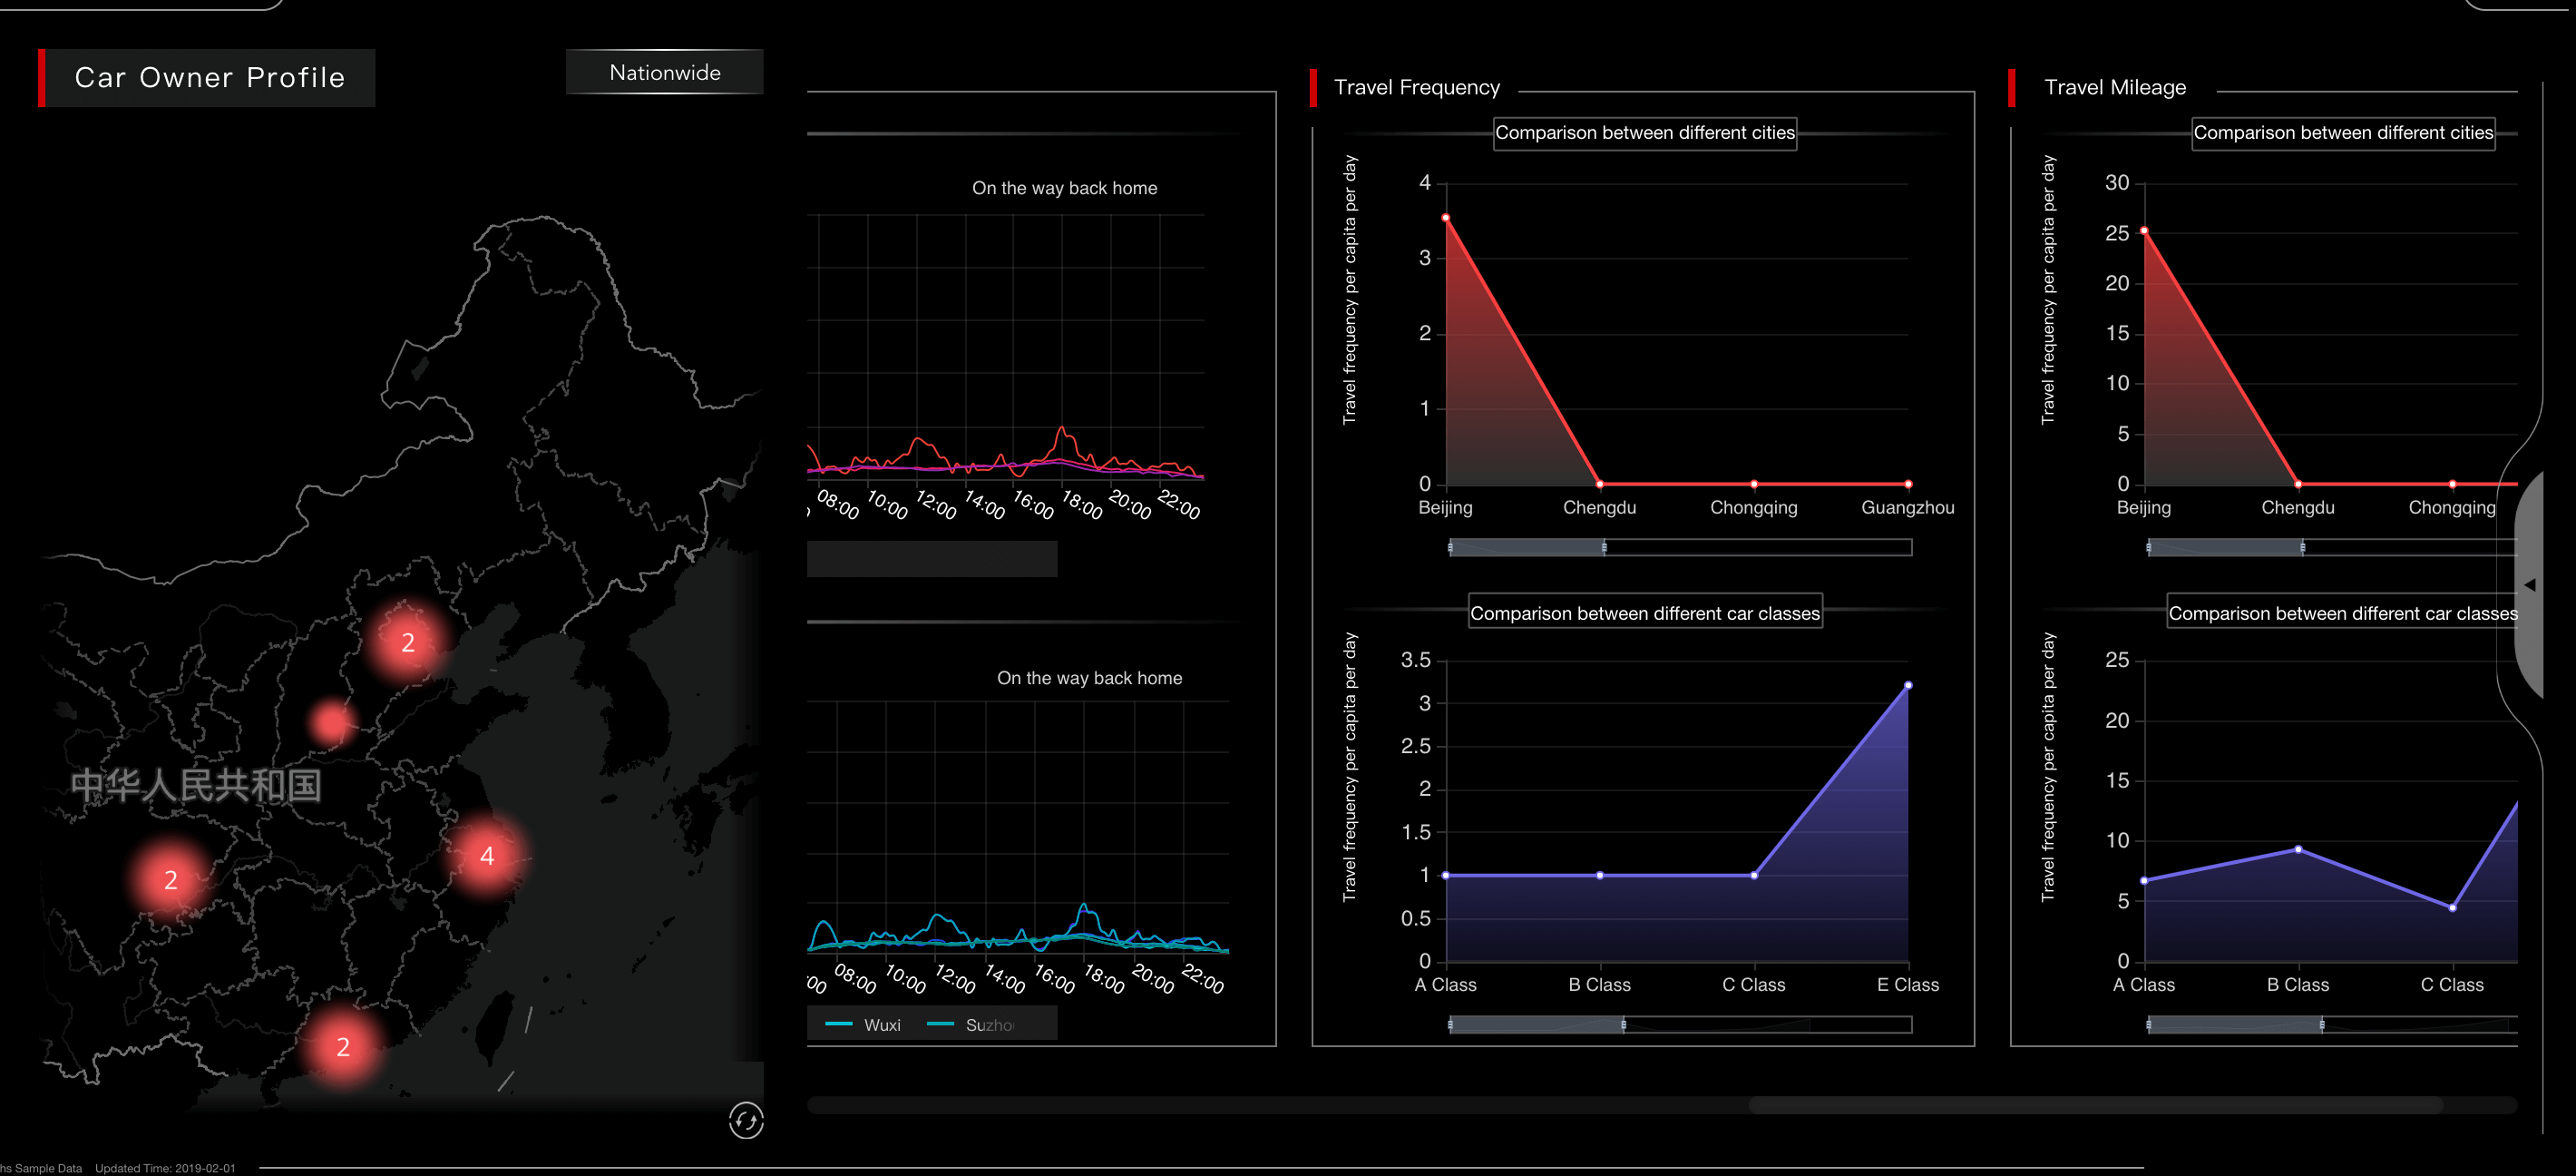 Car Owner Profile
Nationwide
中华人民共和国
2
2
4
2
On the way back home
08:00 10:00 12:00 14:00 16:00 18:00 20:00 22:00
On the way back home
08:00 10:00 12:00 14:00 16:00 18:00 20:00 22:00
Wuxi
Travel Frequency
Comparison between different cities
Travel frequency per capita per day
4
3
2
1
0
Beijing Chengdu Chongqing Guangzhou
Comparison between different car classes
Travel frequency per capita per day
3.5
3
2.5
2
1.5
1
0.5
0
A Class B Class C Class E Class
Travel Mileage
Comparison between different cities
Travel frequency per capita per day
30
25
20
15
10
5
0
Beijing Chengdu Chongqing
Comparison between different car classes
Travel frequency per capita per day
25
20
15
10
5
0
A Class B Class C Class
hs Sample Data Updated Time: 2019-02-01